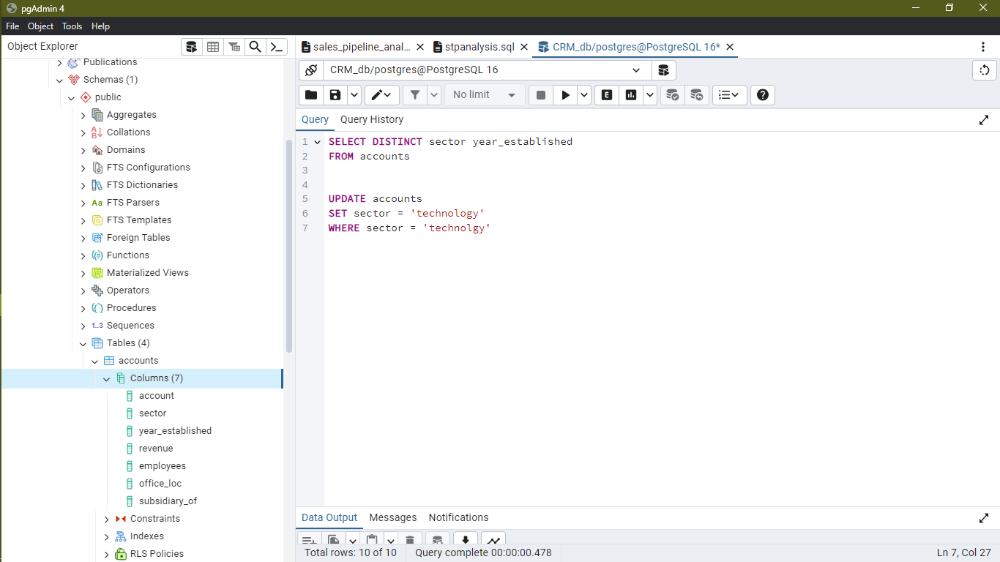 pgAdmin 4
File Object Tools Help
Object Explorer
sales_pipeline_anal...
stpanalysis.sql
CRM_db/postgres@PostgreSQL 16*
Publications
Schemas (1)
public
Aggregates
Collations
Domains
FTS Configurations
FTS Dictionaries
Aa FTS Parsers
FTS Templates
Foreign Tables
Functions
Materialized Views
Operators
Procedures
1..3 Sequences
Tables (4)
accounts
Columns (7)
account
sector
year_established
revenue
employees
office_loc
subsidiary_of
Constraints
Indexes
RLS Policies
CRM_db/postgres@PostgreSQL 16
No limit
E
Query Query History
1 SELECT DISTINCT sector year_established
2 FROM accounts
3
4
5 UPDATE accounts
6 SET sector = 'technology'
7 WHERE sector = 'technolgy'
Data Output Messages Notifications
Total rows: 10 of 10 Query complete 00:00:00.478 Ln 7, Col 27